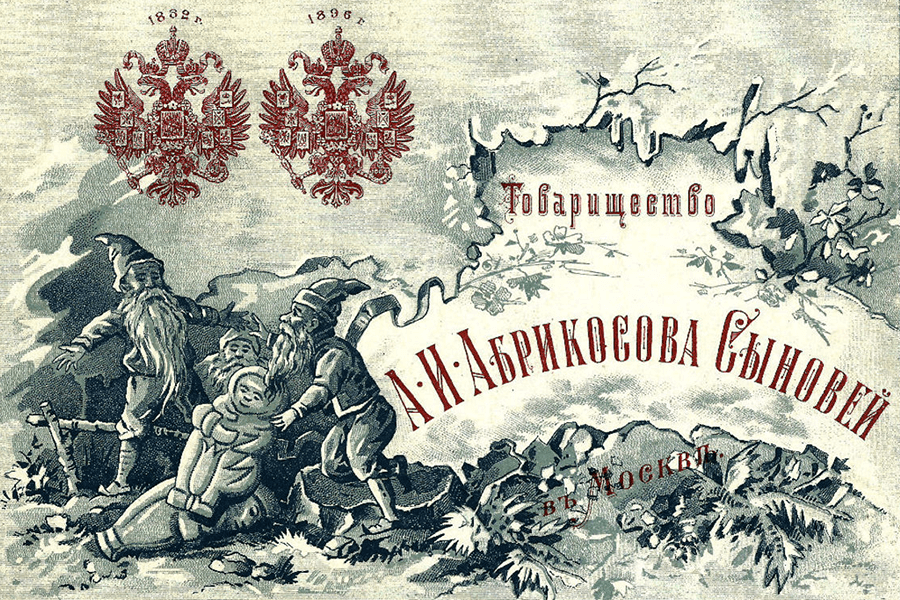 1882 г. 1896 г.
Товарищество
А·И·Абрикосова Сыновей
въ Москвѣ.